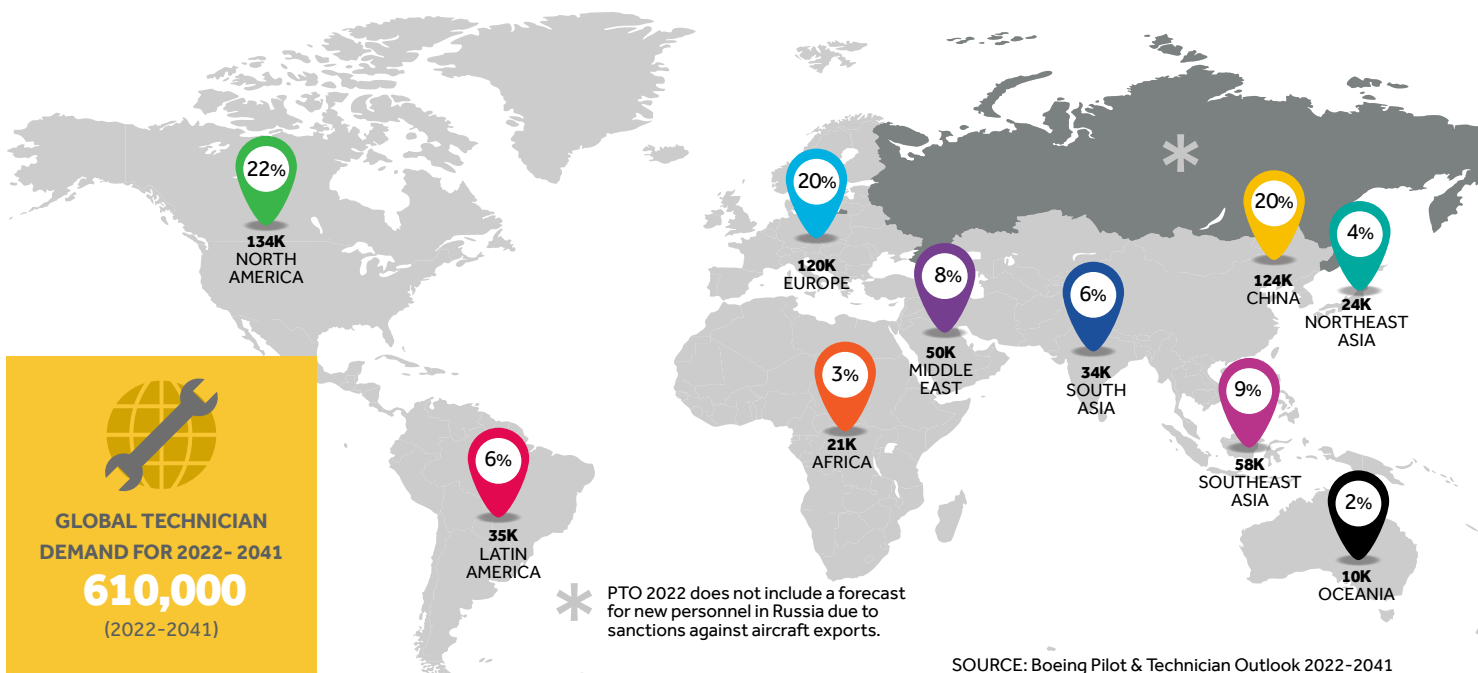 22%
134K
NORTH
AMERICA
20%
120K
EUROPE
8%
50K
MIDDLE
EAST
6%
34K
SOUTH
ASIA
20%
124K
CHINA
4%
24K
NORTHEAST
ASIA
3%
21K
AFRICA
9%
58K
SOUTHEAST
ASIA
6%
35K
LATIN
AMERICA
2%
10K
OCEANIA
GLOBAL TECHNICIAN
DEMAND FOR 2022- 2041
610,000
(2022-2041)
* PTO 2022 does not include a forecast
for new personnel in Russia due to
sanctions against aircraft exports.
*
SOURCE: Boeing Pilot & Technician Outlook 2022-2041